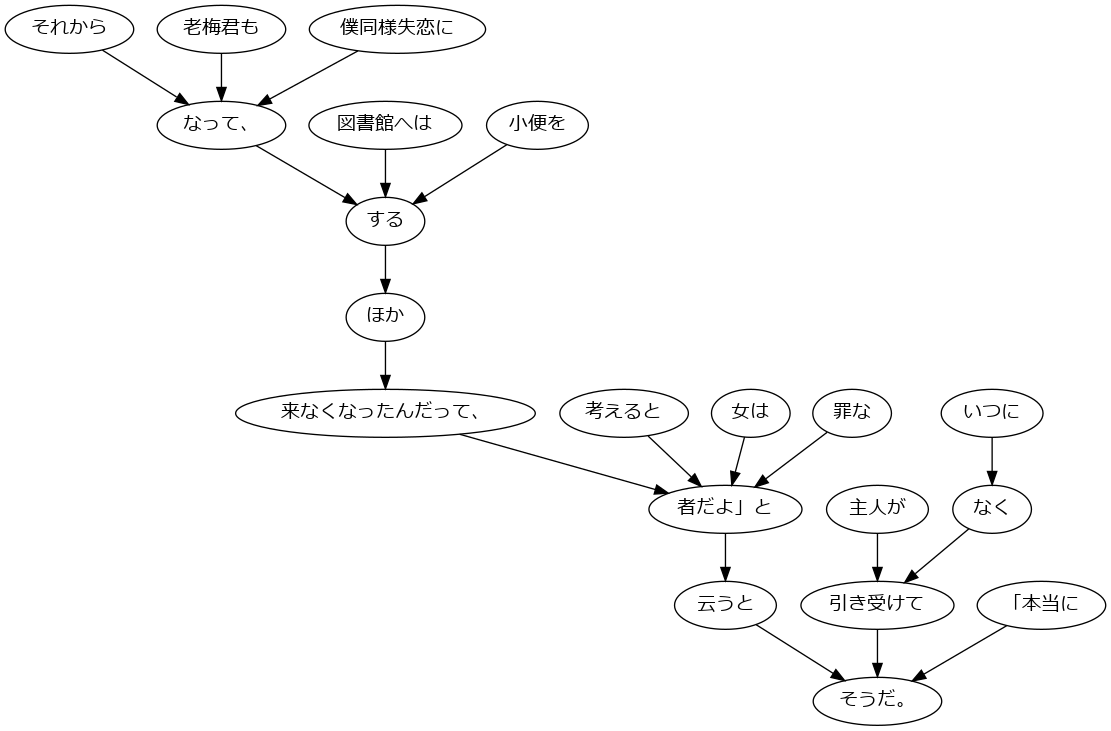 それから
老梅君も
僕同様失恋に
なって、
図書館へは
小便を
する
ほか
来なくなったんだって、
考えると
女は
罪な
いつに
者だよ」と
主人が
なく
云うと
引き受けて
「本当に
そうだ。